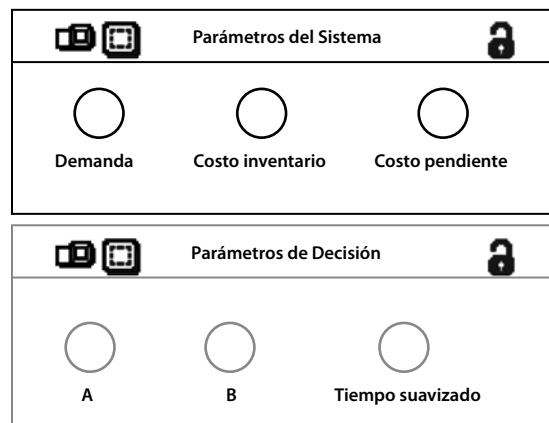 Parámetros del Sistema
Demanda Costo inventario Costo pendiente
Parámetros de Decisión
A B Tiempo suavizado